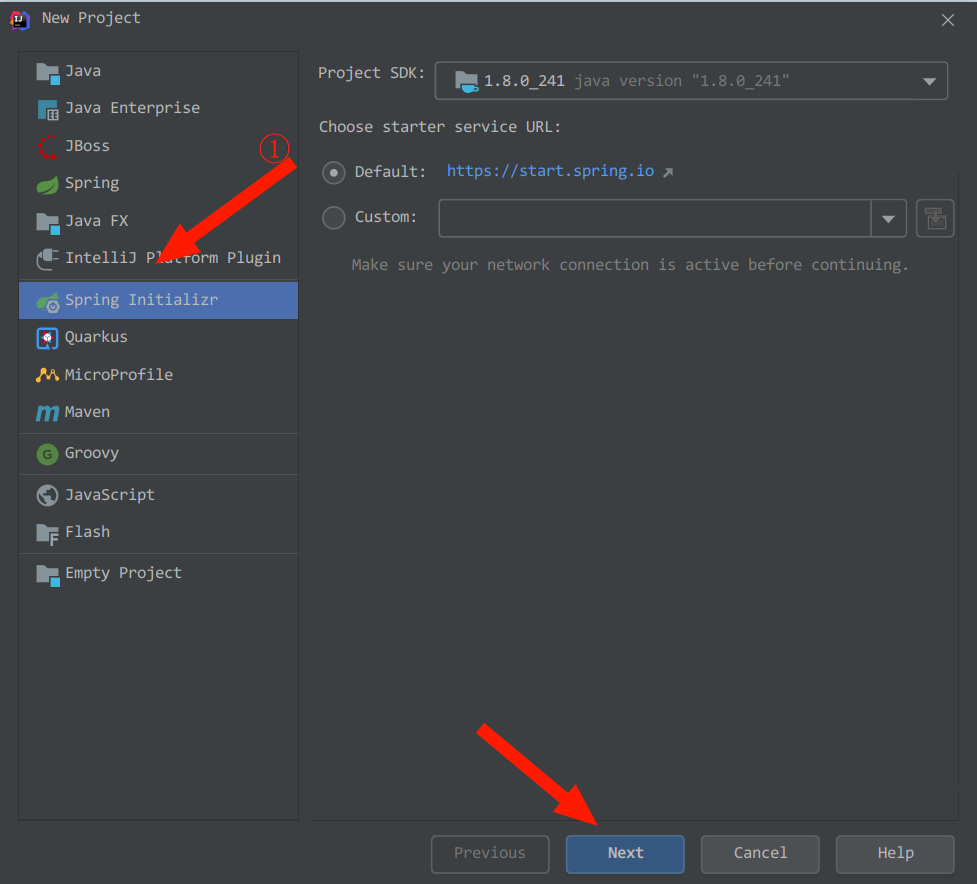 New Project
Java
Java Enterprise
JBoss
①
Spring
Java FX
IntelliJ Platform Plugin
Spring Initializr
Quarkus
MicroProfile
Maven
Groovy
JavaScript
Flash
Empty Project
Project SDK: 1.8.0_241 java version "1.8.0_241"
Choose starter service URL:
Default: https://start.spring.io
Custom:
Make sure your network connection is active before continuing.
Previous Next Cancel Help